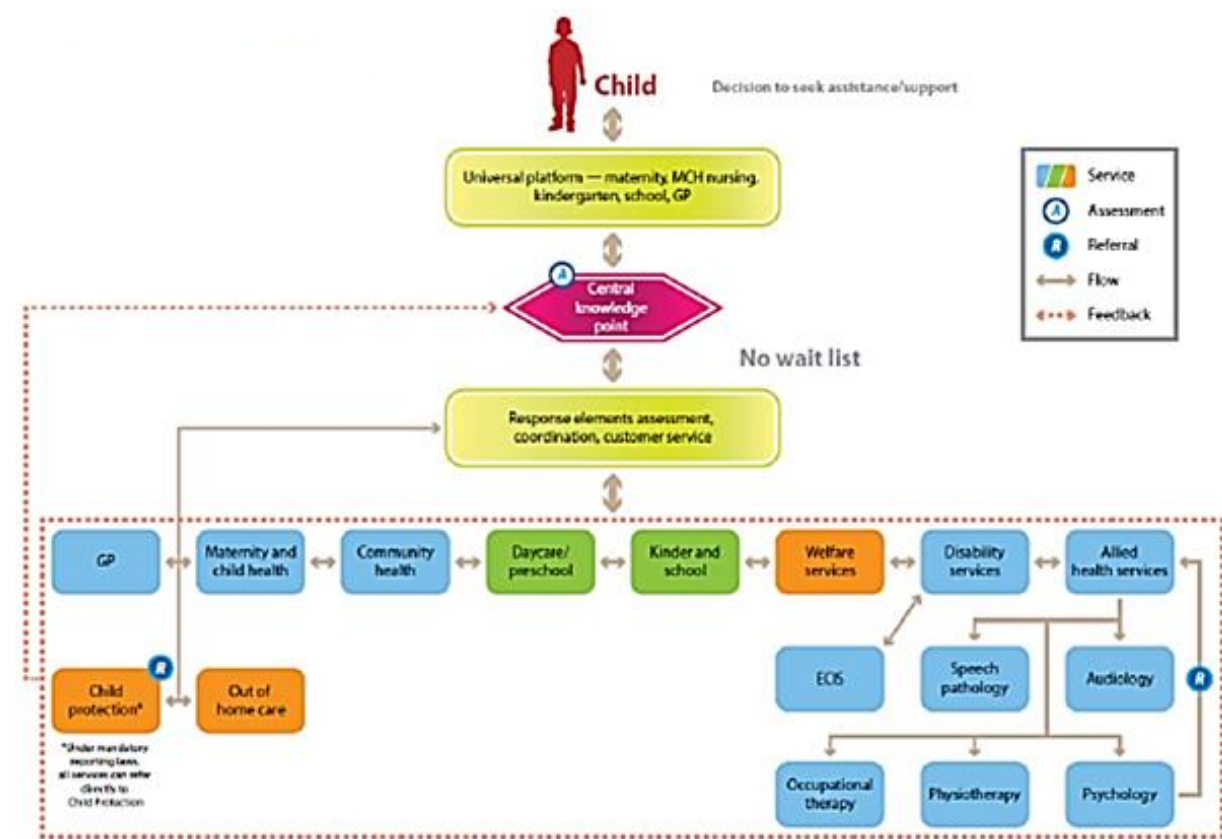 Child
Decision to seek assistance/support
Universal platform — maternity, MCH nursing,
kindergarten, school, GP
Service
A
Assessment
R
Referral
Flow
Feedback
A
Central
knowledge
point
No wait list
Response elements assessment,
coordination, customer service
GP
Maternity and
child health
Community
health
Daycare/
preschool
Kinder and
school
Welfare
services
Disability
services
Allied
health services
R
Child
protection*
Out of
home care
ECIS
Speech
pathology
Audiology
R
*Under mandatory
reporting laws,
all services can refer
directly to
Child Protection
Occupational
therapy
Physiotherapy
Psychology